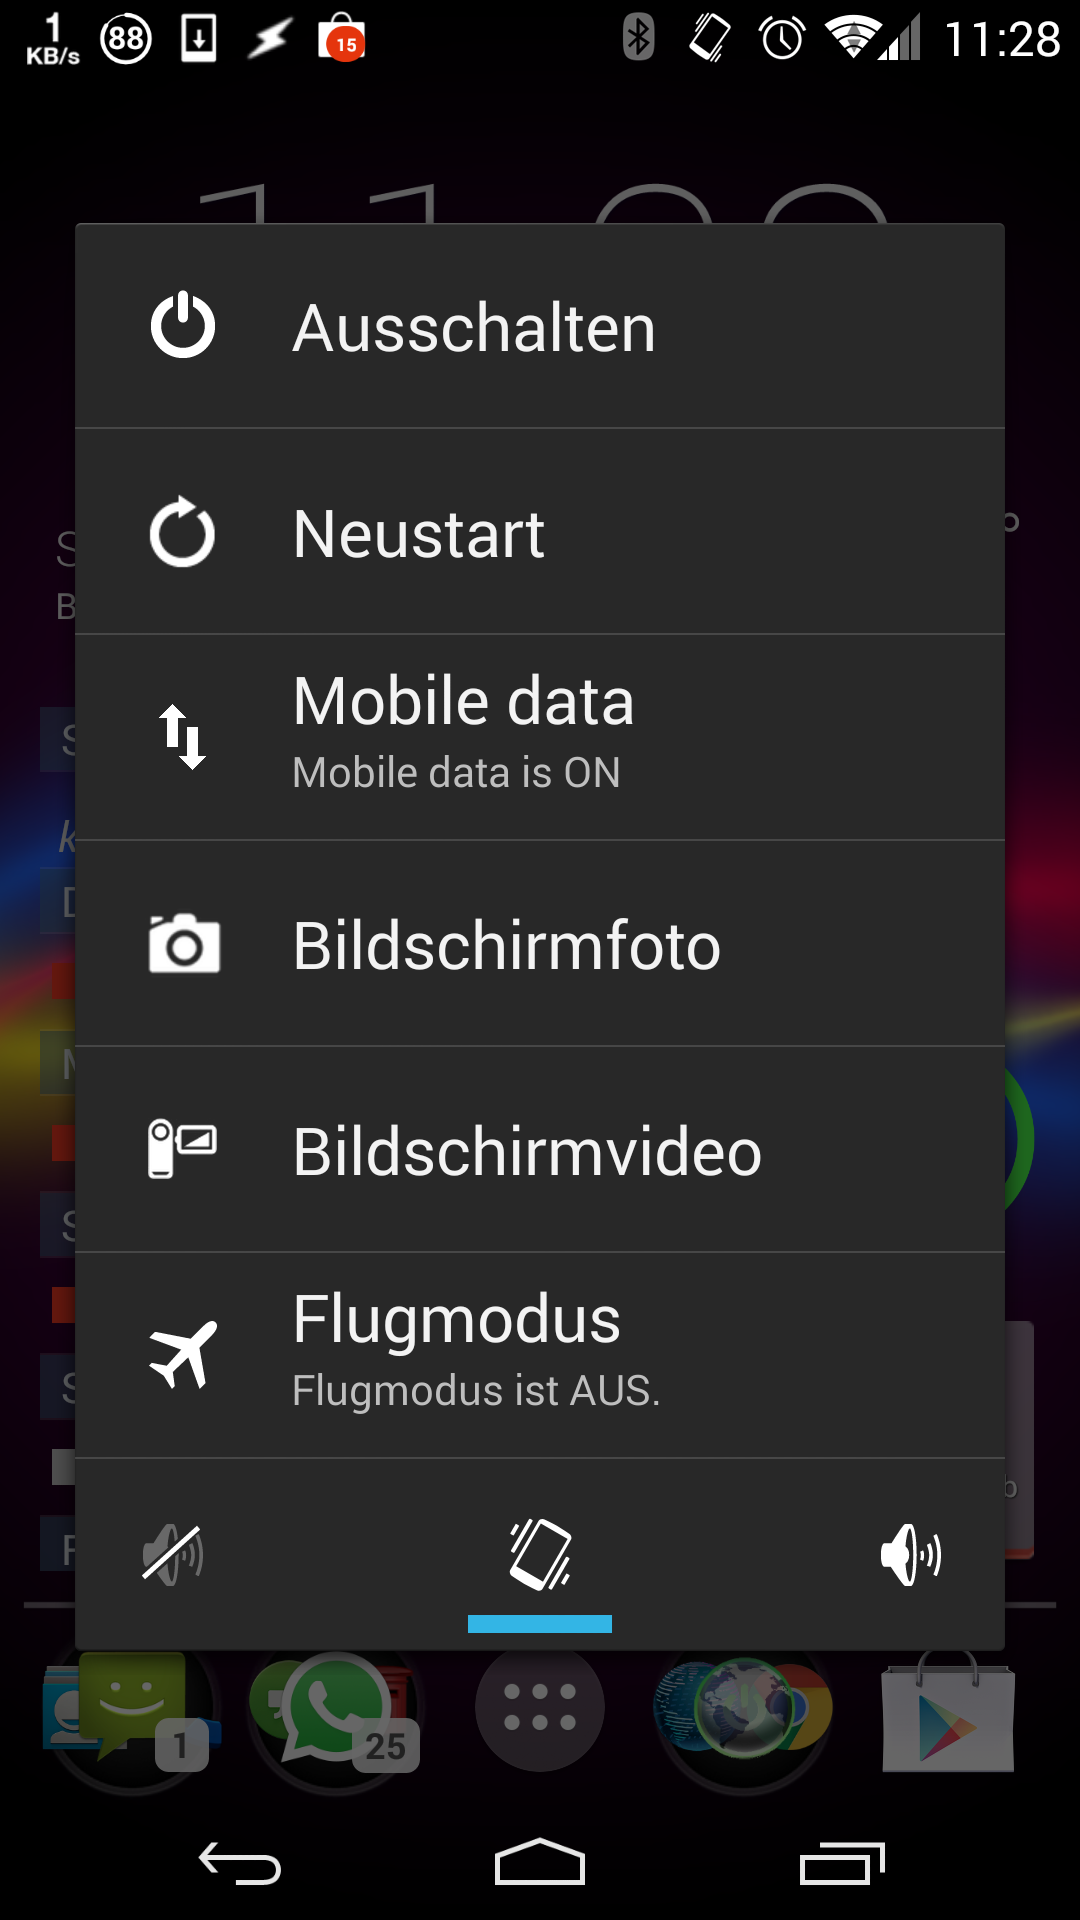 1
KB/s
88
15
11:28
Ausschalten
Neustart
Mobile data
Mobile data is ON
Bildschirmfoto
Bildschirmvideo
Flugmodus
Flugmodus ist AUS.
1
25